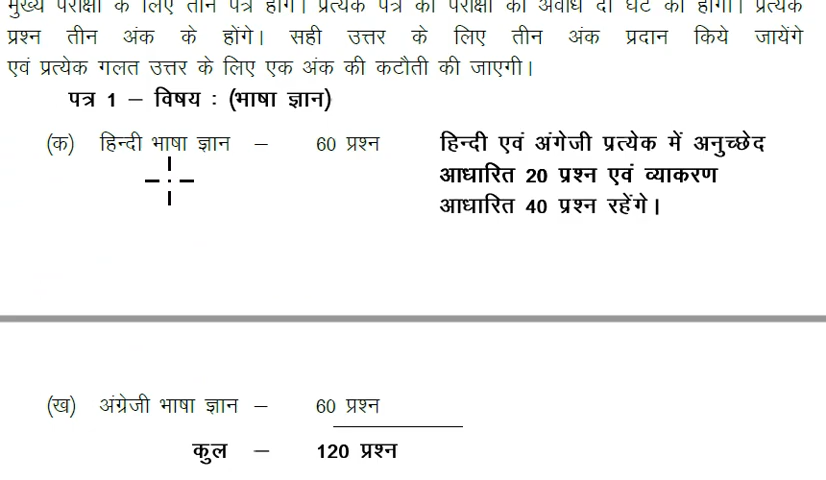 मुख्य परीक्षा के लिए तीन पत्र होंगे। प्रत्येक पत्र की परीक्षा की अवधि दो घंटे की होगी। प्रत्येक
प्रश्न तीन अंक के होंगे। सही उत्तर के लिए तीन अंक प्रदान किये जायेंगे
एवं प्रत्येक गलत उत्तर के लिए एक अंक की कटौती की जाएगी।
पत्र 1 – विषय : (भाषा ज्ञान)
(क) हिन्दी भाषा ज्ञान – 60 प्रश्न हिन्दी एवं अंगेजी प्रत्येक में अनुच्छेद
आधारित 20 प्रश्न एवं व्याकरण
आधारित 40 प्रश्न रहेंगे।
(ख) अंग्रेजी भाषा ज्ञान – 60 प्रश्न
कुल – 120 प्रश्न